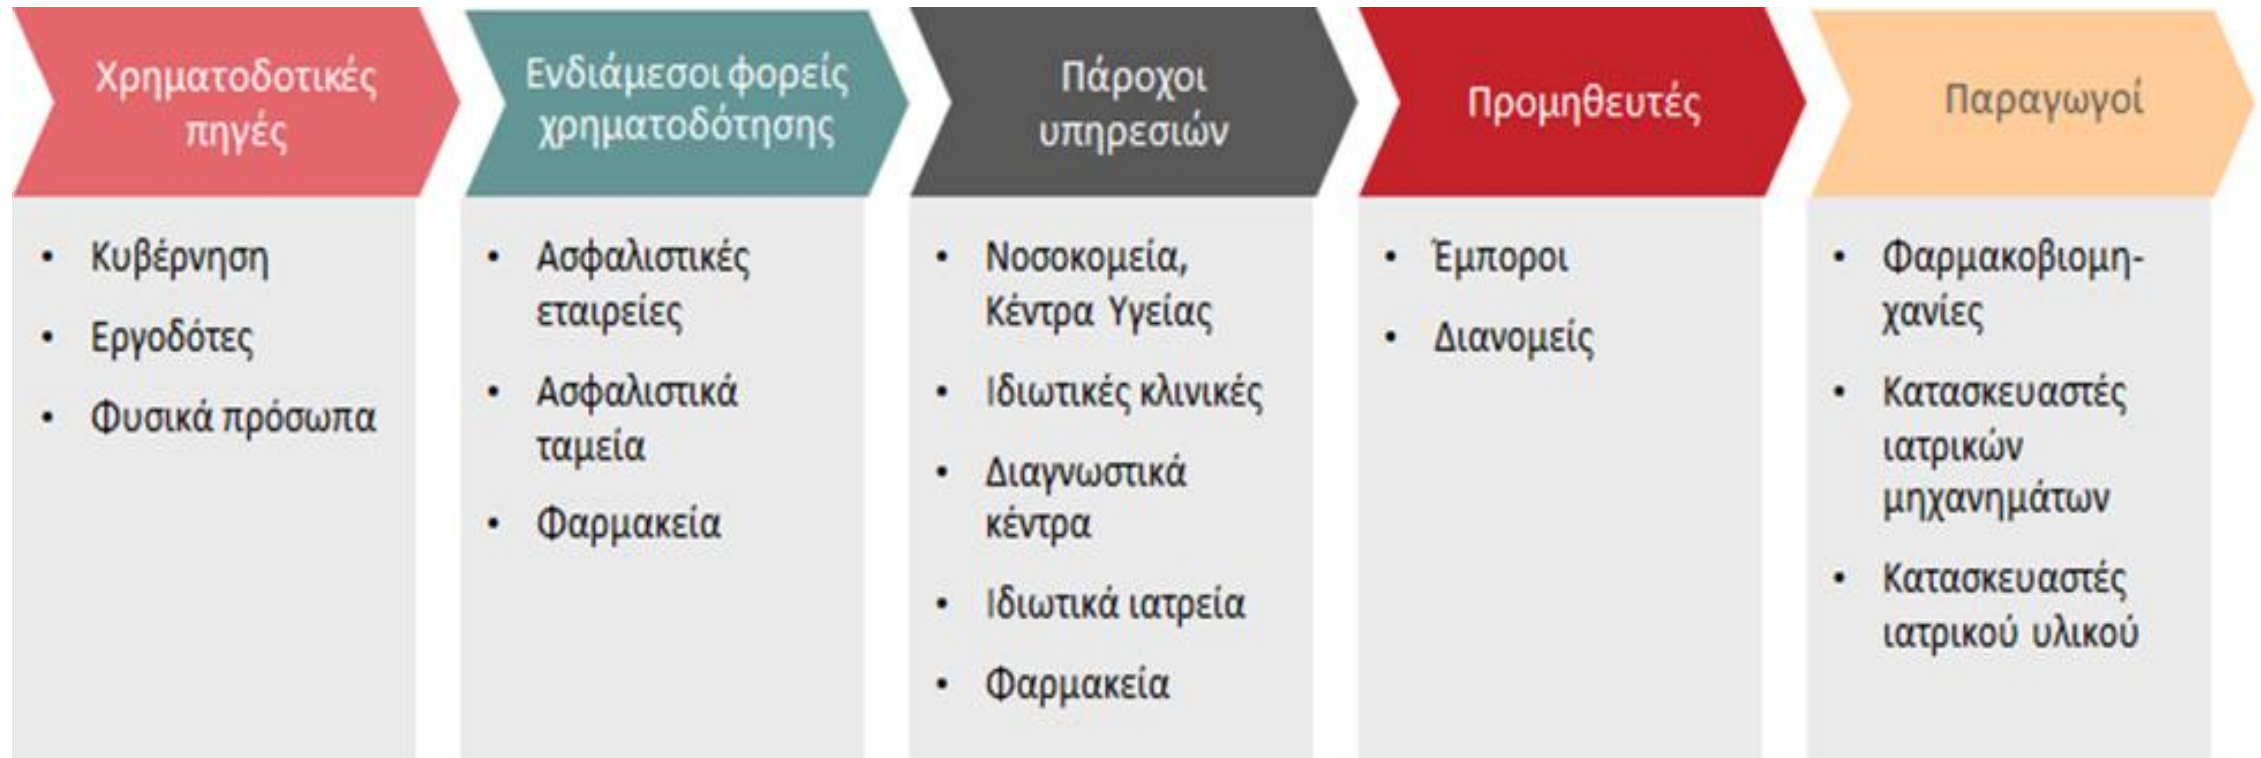 Χρηματοδοτικές
πηγές
• Κυβέρνηση
• Εργοδότες
• Φυσικά πρόσωπα
Ενδιάμεσοι φορείς
χρηματοδότησης
• Ασφαλιστικές
εταιρείες
• Ασφαλιστικά
ταμεία
• Φαρμακεία
Πάροχοι
υπηρεσιών
• Νοσοκομεία,
Κέντρα Υγείας
• Ιδιωτικές κλινικές
• Διαγνωστικά
κέντρα
• Ιδιωτικά ιατρεία
• Φαρμακεία
Προμηθευτές
• Έμποροι
• Διανομείς
Παραγωγοί
• Φαρμακοβιομη-
χανίες
• Κατασκευαστές
ιατρικών
μηχανημάτων
• Κατασκευαστές
ιατρικού υλικού